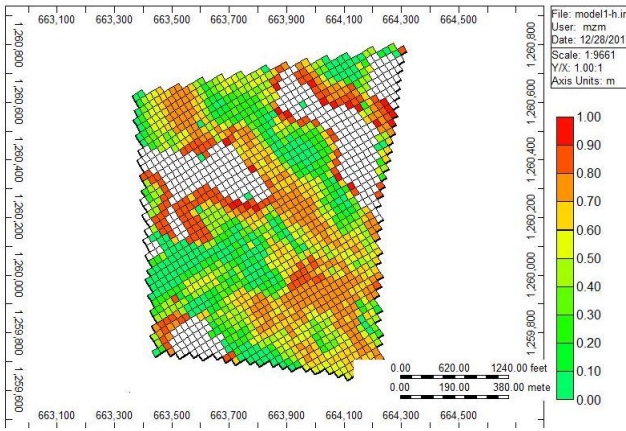 663,100 663,300 663,500 663,700 663,900 664,100 664,300 664,500
File: model1-h.ir
User: mzm
Date: 12/28/201
Scale: 1:9661
Y/X: 1.00:1
Axis Units: m
1,260,800 1,260,800
1,260,600 1,260,600
1,260,400 1,260,400
1,260,200 1,260,200
1,260,000 1,260,000
1,259,800 1,259,800
1,259,600
1.00
0.90
0.80
0.70
0.60
0.50
0.40
0.30
0.20
0.10
0.00
0.00 620.00 1240.00 feet
0.00 190.00 380.00 mete
663,100 663,300 663,500 663,700 663,900 664,100 664,300 664,500